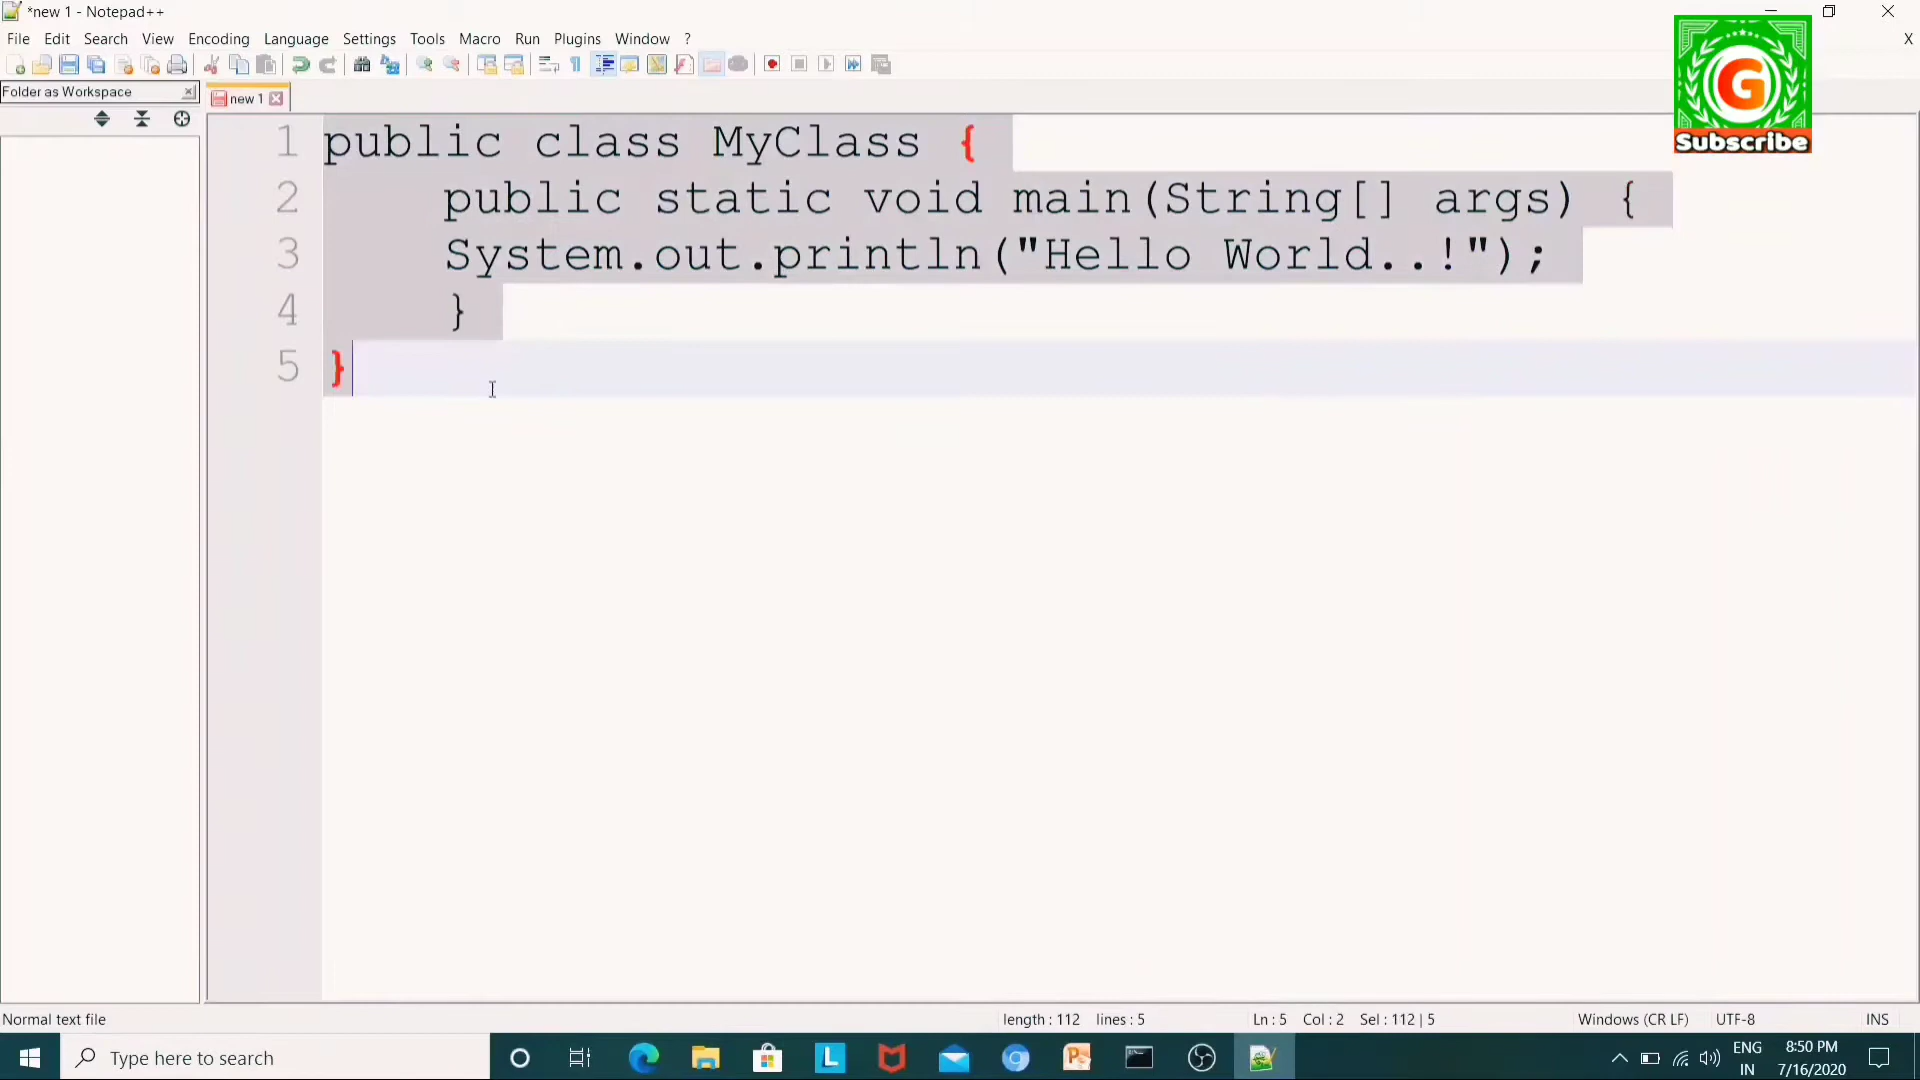 *new 1 - Notepad++
File Edit Search View Encoding Language Settings Tools Macro Run Plugins Window ? X
G
Subscribe
Folder as Workspace
new 1
1 public class MyClass {
2 public static void main(String[] args) {
3 System.out.println("Hello World..!");
4 }
5 }
Normal text file length : 112 lines : 5 Ln : 5 Col : 2 Sel : 112 | 5 Windows (CR LF) UTF-8 INS
Type here to search
L
ENG
IN
8:50 PM
7/16/2020